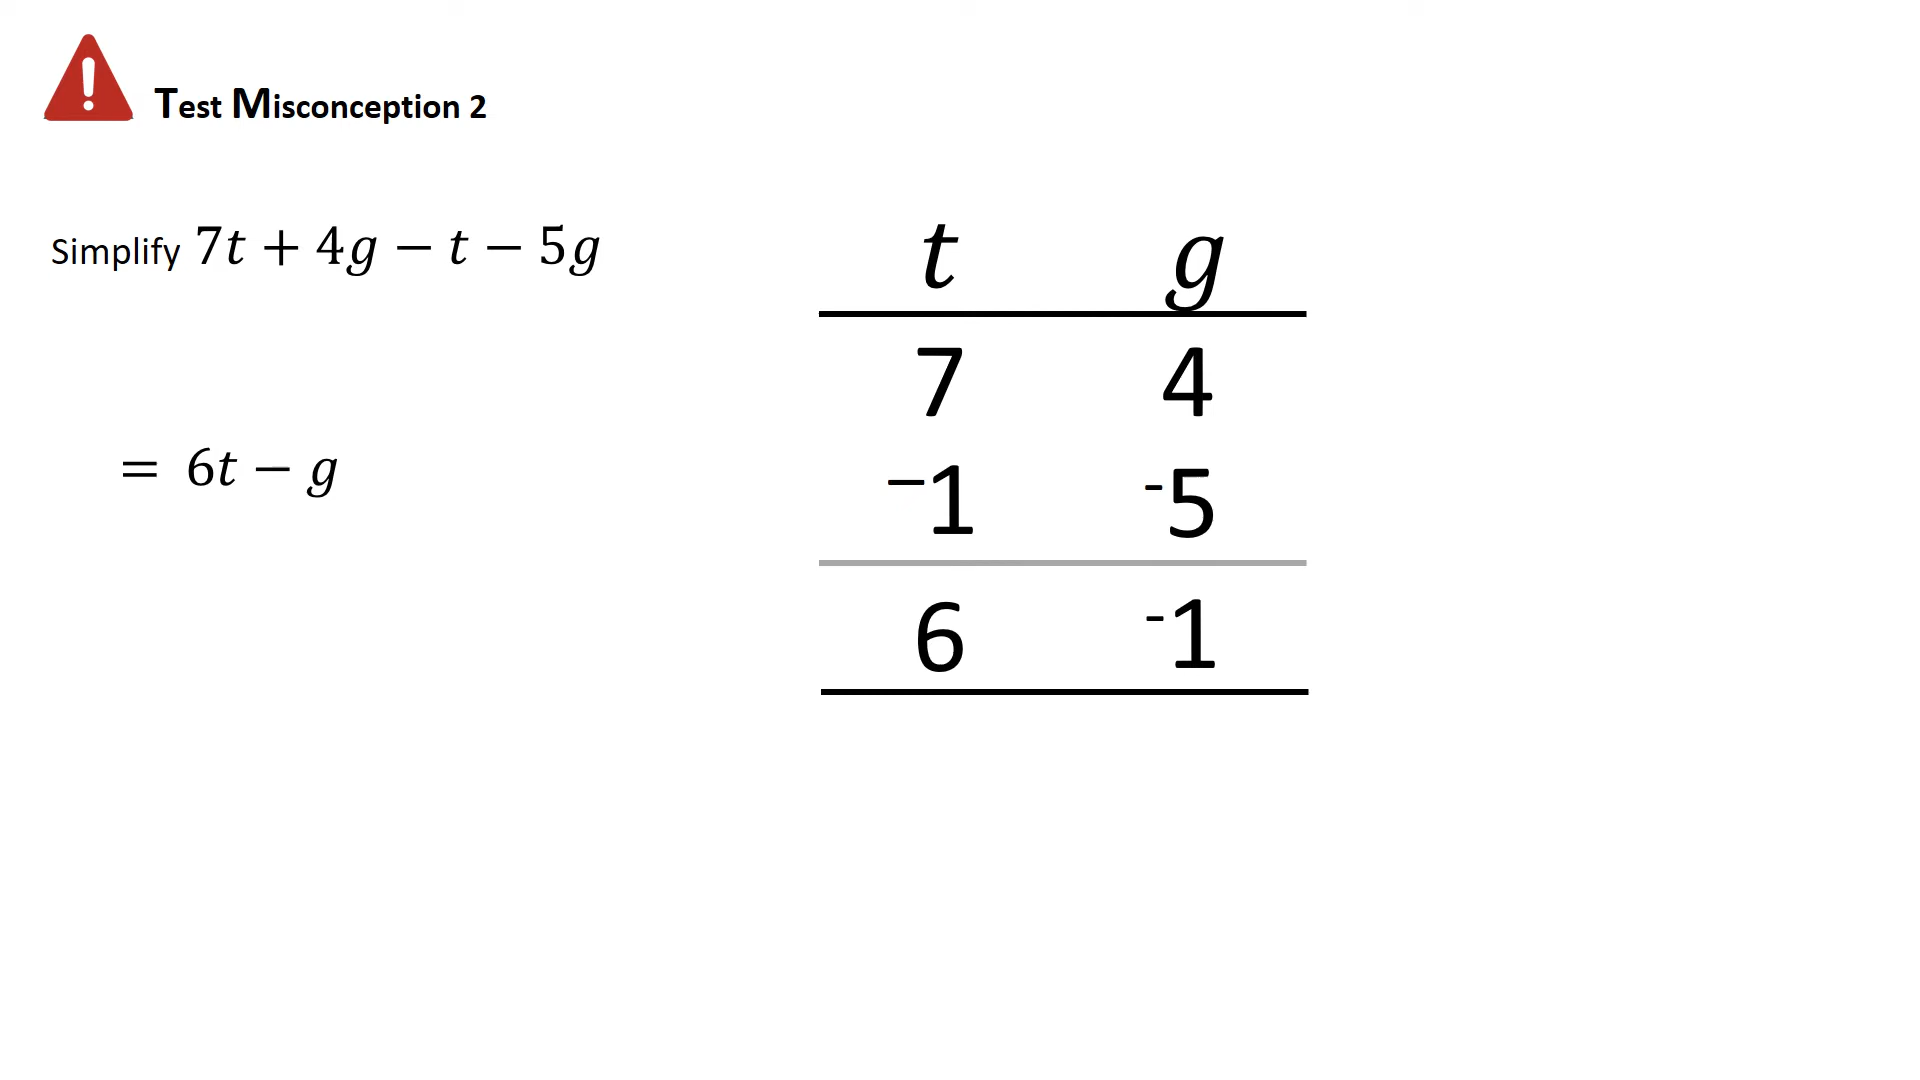 Test Misconception 2
Simplify 7t + 4g − t − 5g
= 6t − g
t g
7 4
−1 -5
6 -1